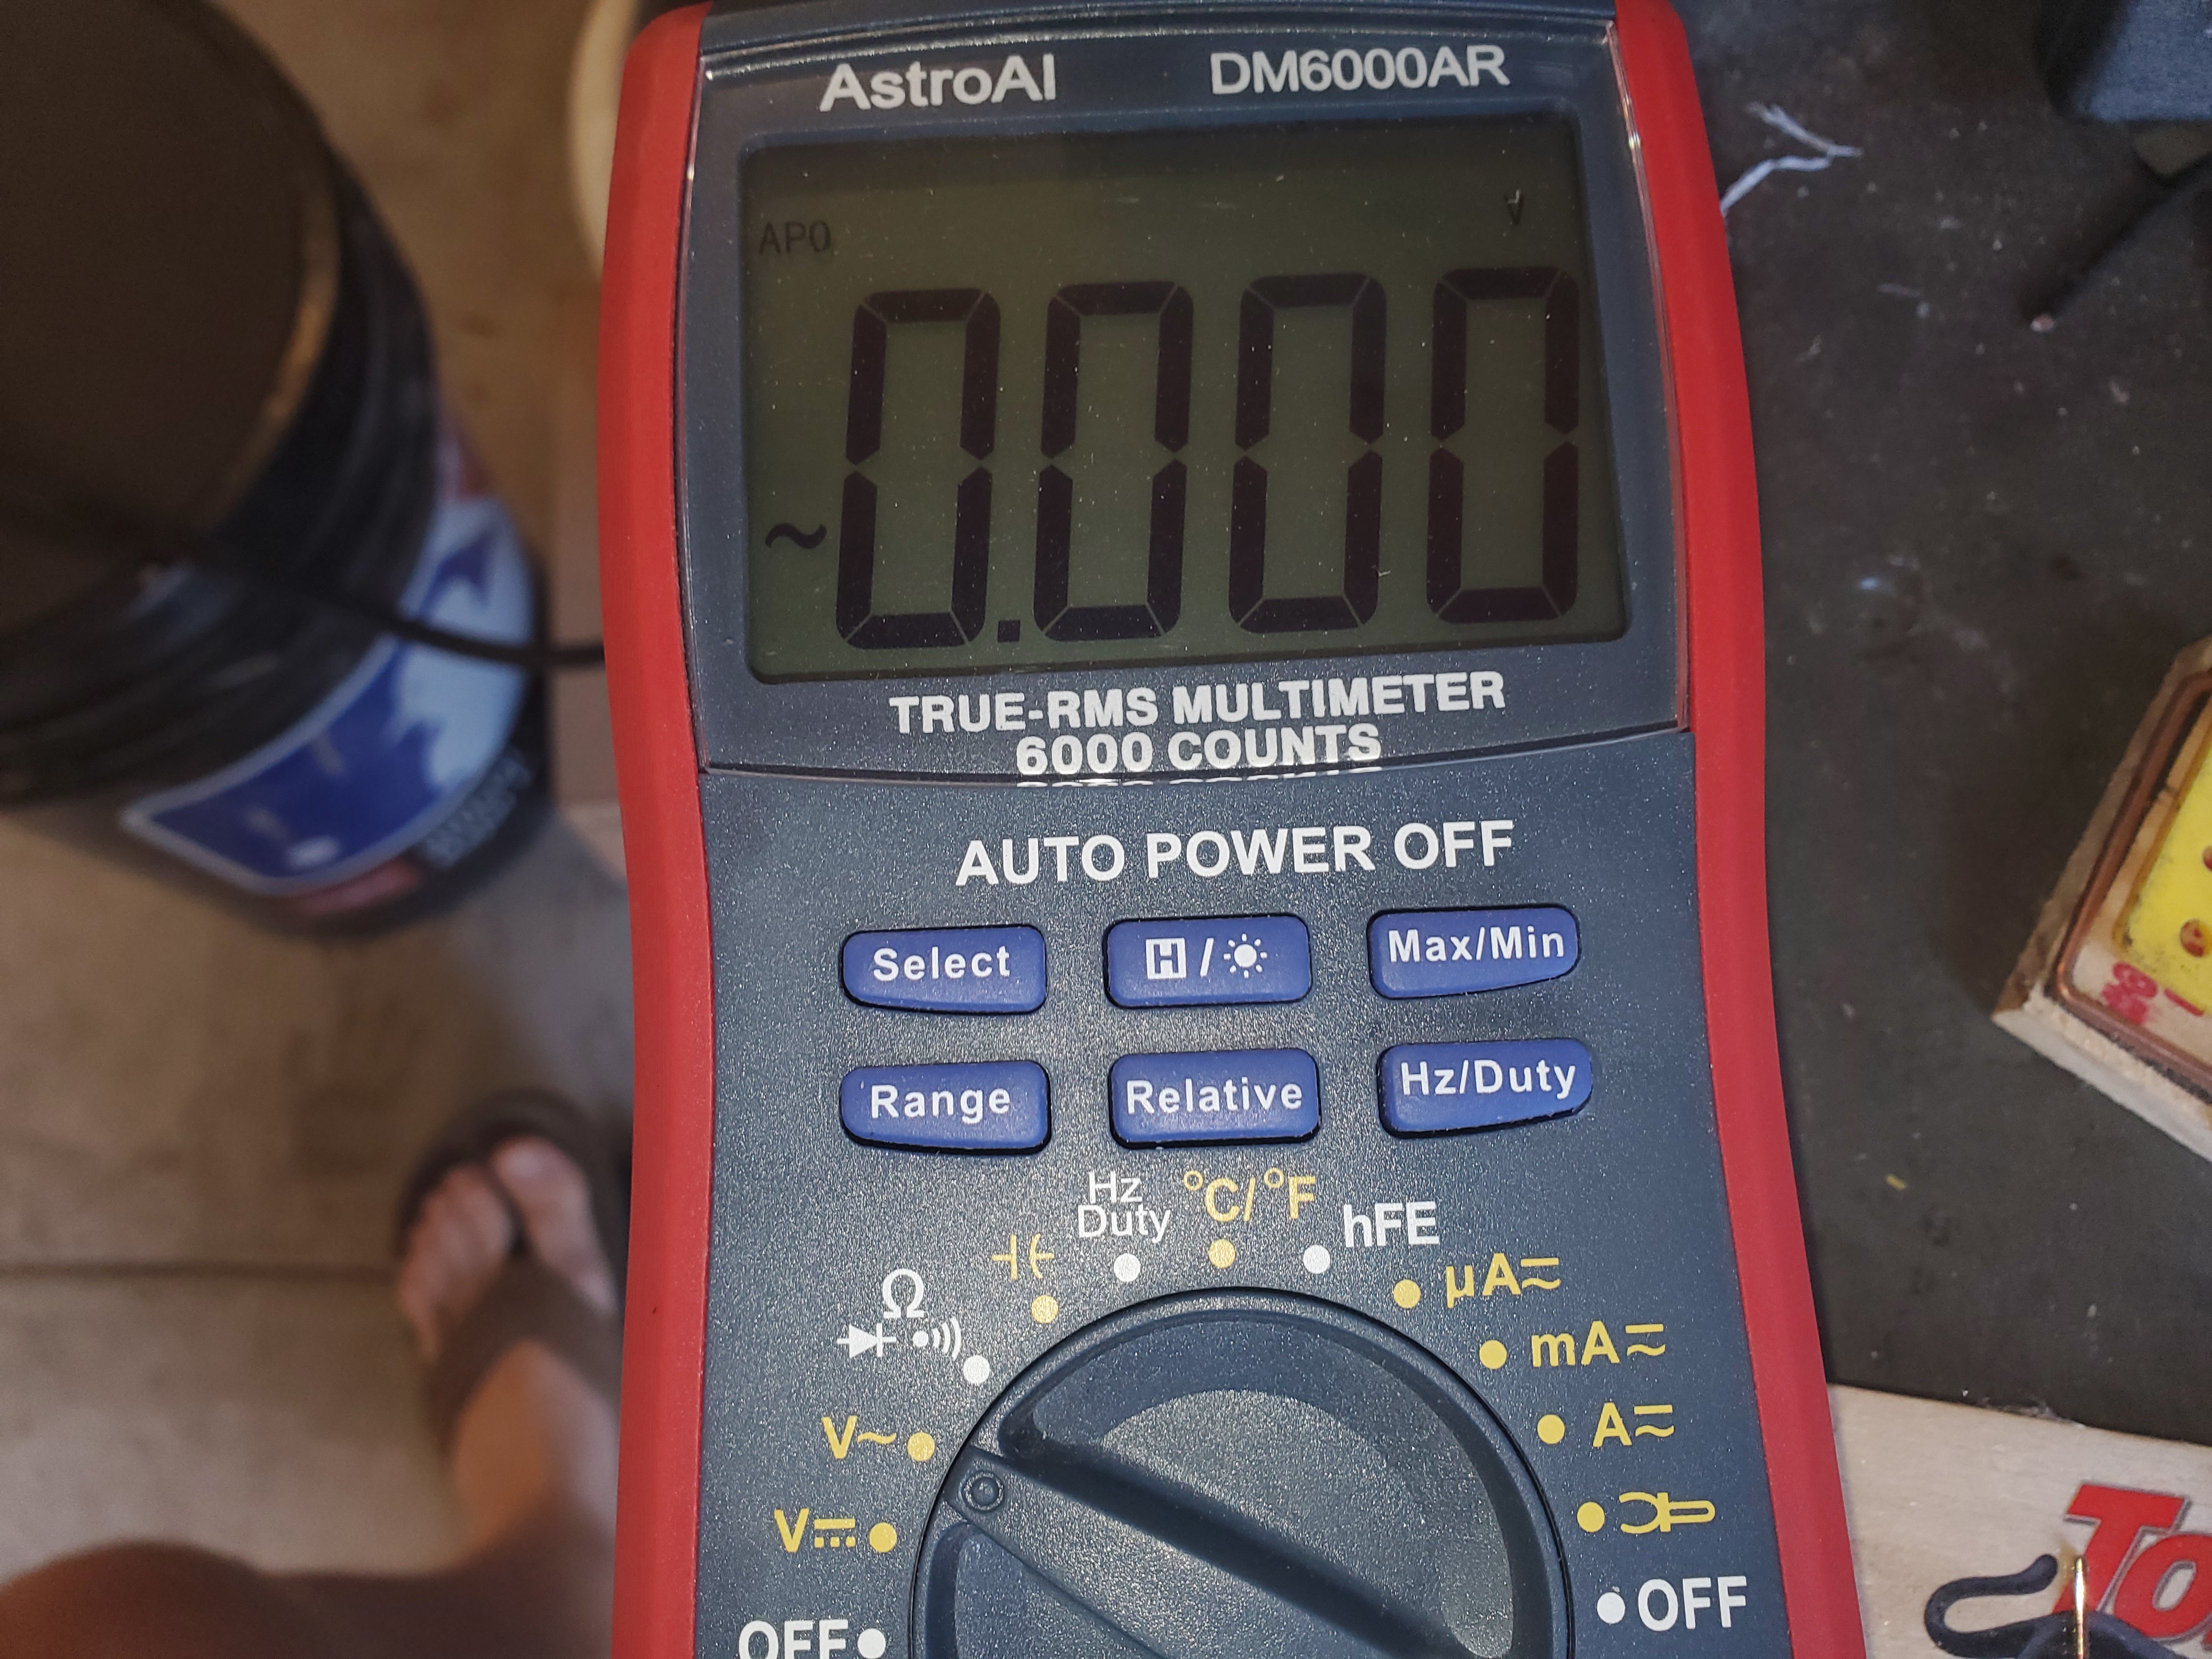 AstroAI DM6000AR
APO
V
~ 0.000
TRUE-RMS MULTIMETER
6000 COUNTS
AUTO POWER OFF
Select H/ Max/Min
Range Relative Hz/Duty
Hz
Duty
°C/°F
hFE
Ω
V~
V⎓
OFF
µA≂
mA≂
A≂
OFF